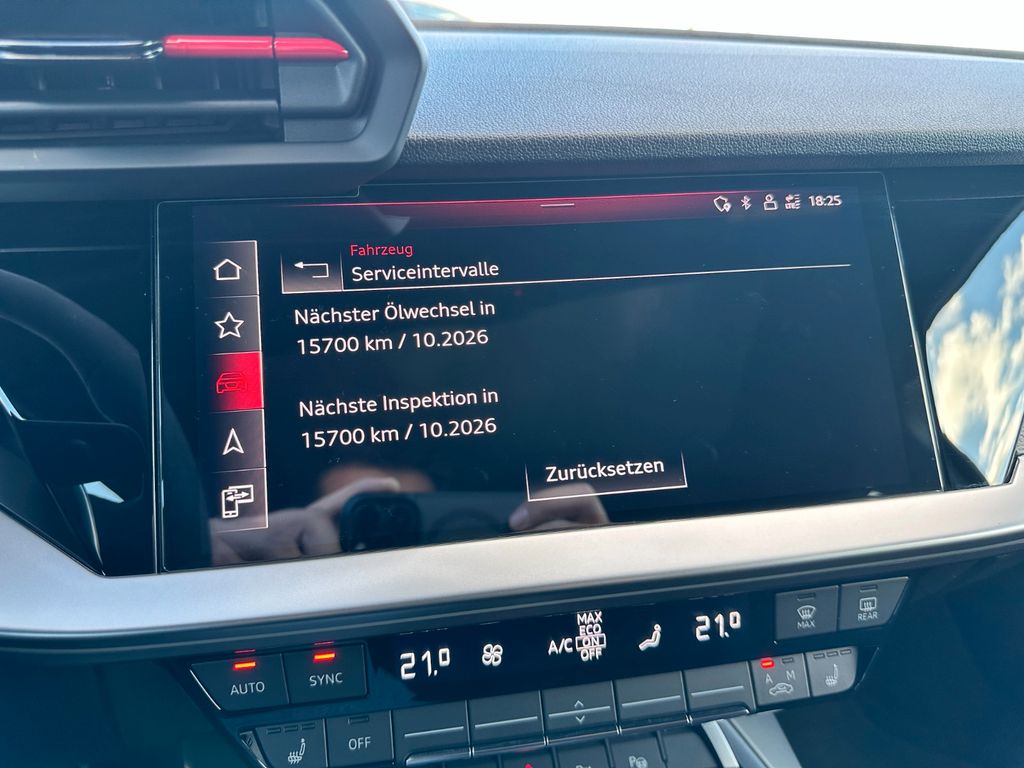 18:25
Fahrzeug
Serviceintervalle
Nächster Ölwechsel in
15700 km / 10.2026
Nächste Inspektion in
15700 km / 10.2026
Zurücksetzen
MAX
REAR
21.0
A/C
MAX
ECO
ON
OFF
21.0
AUTO
SYNC
A M
OFF